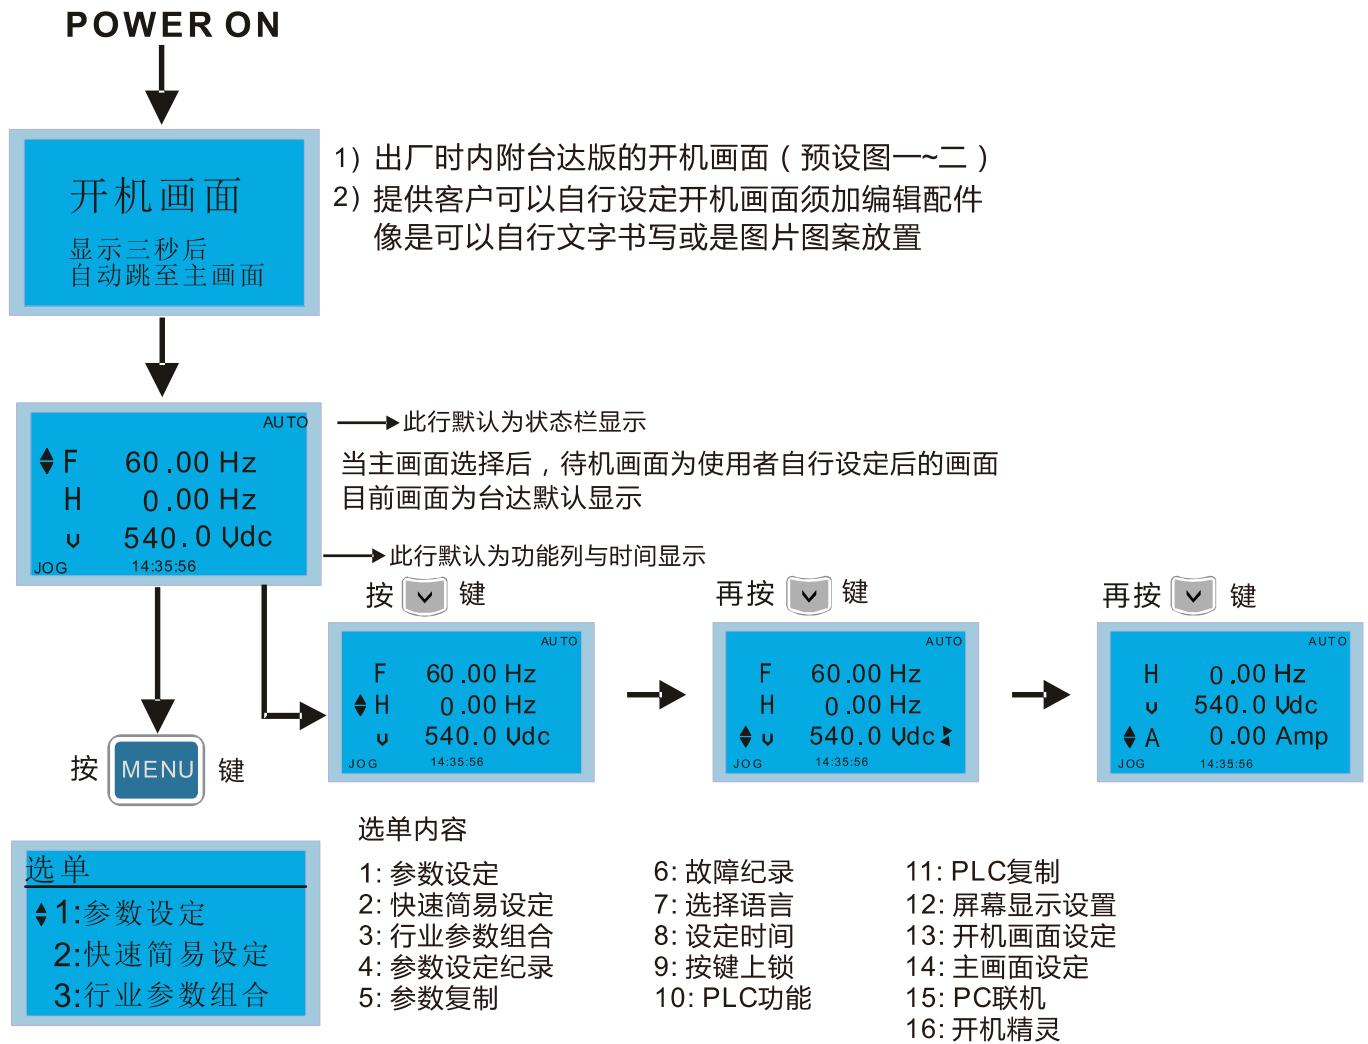 POWER ON
开机画面
显示三秒后
自动跳至主画面
1) 出厂时内附台达版的开机画面(预设图一~二)
2) 提供客户可以自行设定开机画面须加编辑配件
像是可以自行文字书写或是图片图案放置
AUTO
F 60.00 Hz
H 0.00 Hz
υ 540.0 Vdc
JOG 14:35:56
此行默认为状态栏显示
当主画面选择后,待机画面为使用者自行设定后的画面
目前画面为台达默认显示
此行默认为功能列与时间显示
按 键
AUTO
F 60.00 Hz
H 0.00 Hz
υ 540.0 Vdc
JOG 14:35:56
再按 键
AUTO
F 60.00 Hz
H 0.00 Hz
υ 540.0 Vdc
JOG 14:35:56
再按 键
AUTO
H 0.00 Hz
υ 540.0 Vdc
A 0.00 Amp
JOG 14:35:56
按 MENU 键
选单
1:参数设定
2:快速简易设定
3:行业参数组合
选单内容
1: 参数设定
2: 快速简易设定
3: 行业参数组合
4: 参数设定纪录
5: 参数复制
6: 故障纪录
7: 选择语言
8: 设定时间
9: 按键上锁
10: PLC功能
11: PLC复制
12: 屏幕显示设置
13: 开机画面设定
14: 主画面设定
15: PC联机
16: 开机精灵